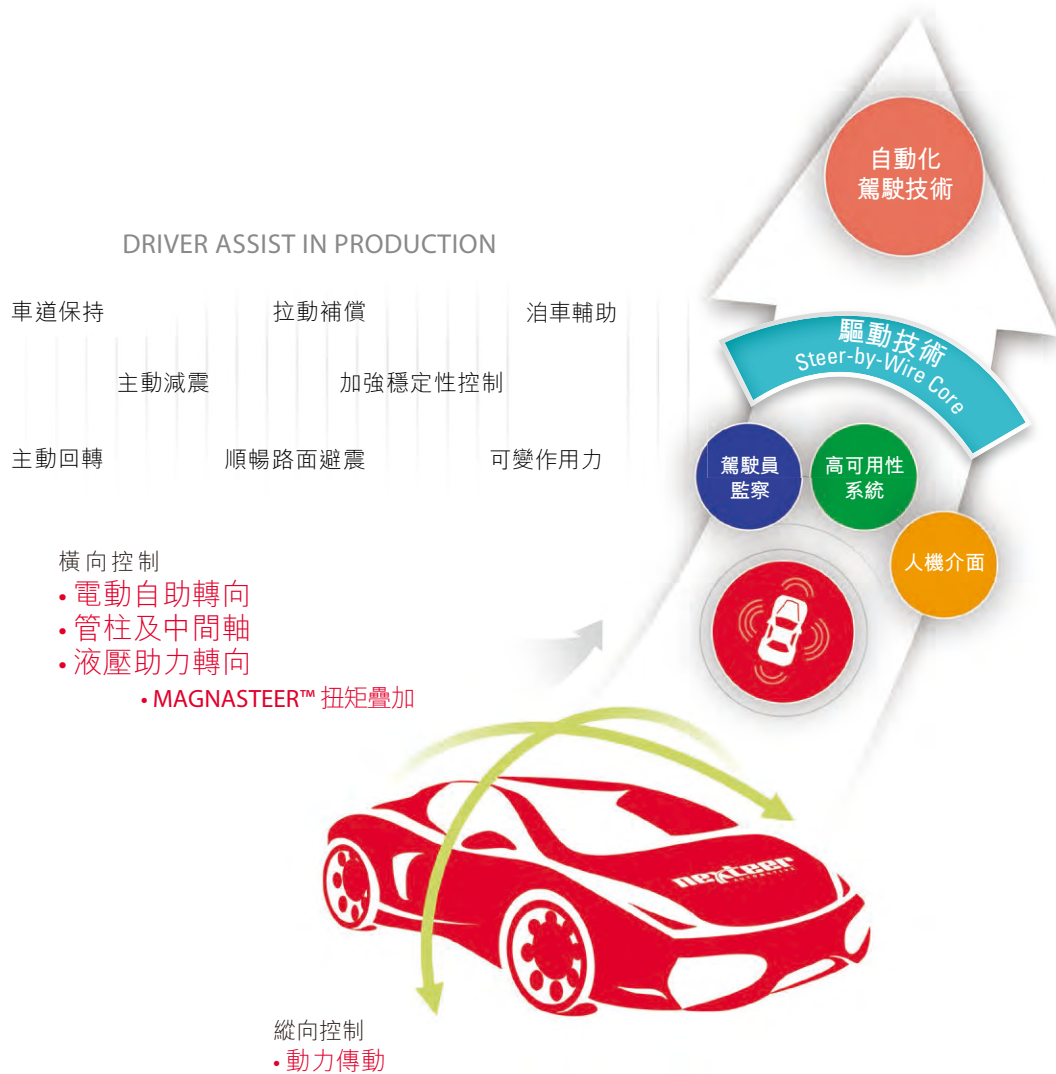 自動化
駕駛技術
DRIVER ASSIST IN PRODUCTION
車道保持 拉動補償 泊車輔助
驅動技術
Steer-by-Wire Core
主動減震 加強穩定性控制
主動回轉 順暢路面避震 可變作用力
駕駛員
監察
高可用性
系統
人機介面
橫向控制
• 電動自助轉向
• 管柱及中間軸
• 液壓助力轉向
• MAGNASTEER™ 扭矩疊加
nexteer
AUTOMOTIVE
縱向控制
• 動力傳動